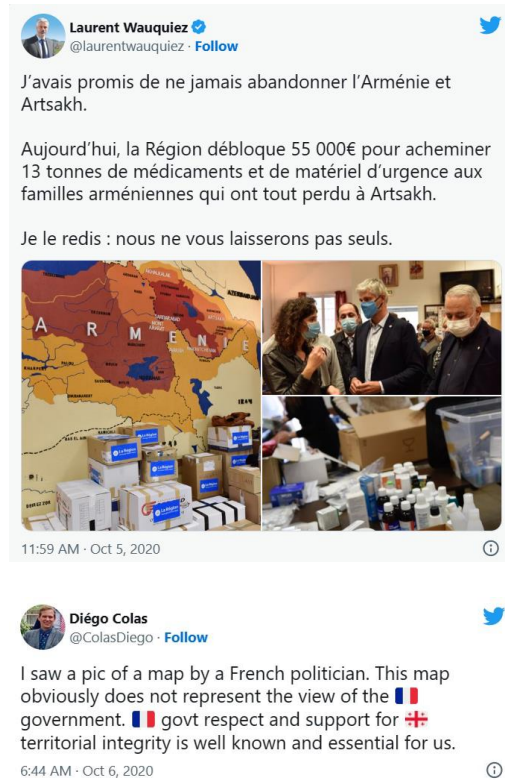 Laurent Wauquiez
@laurentwauquiez · Follow
J’avais promis de ne jamais abandonner l’Arménie et
Artsakh.
Aujourd’hui, la Région débloque 55 000€ pour acheminer
13 tonnes de médicaments et de matériel d’urgence aux
familles arméniennes qui ont tout perdu à Artsakh.
Je le redis : nous ne vous laisserons pas seuls.
ARMÉNIE
IRAN
La Région
11:59 AM · Oct 5, 2020
Diégo Colas
@ColasDiego · Follow
I saw a pic of a map by a French politician. This map
obviously does not represent the view of the 🇫🇷
government. 🇫🇷 govt respect and support for 🇬🇪
territorial integrity is well known and essential for us.
6:44 AM · Oct 6, 2020